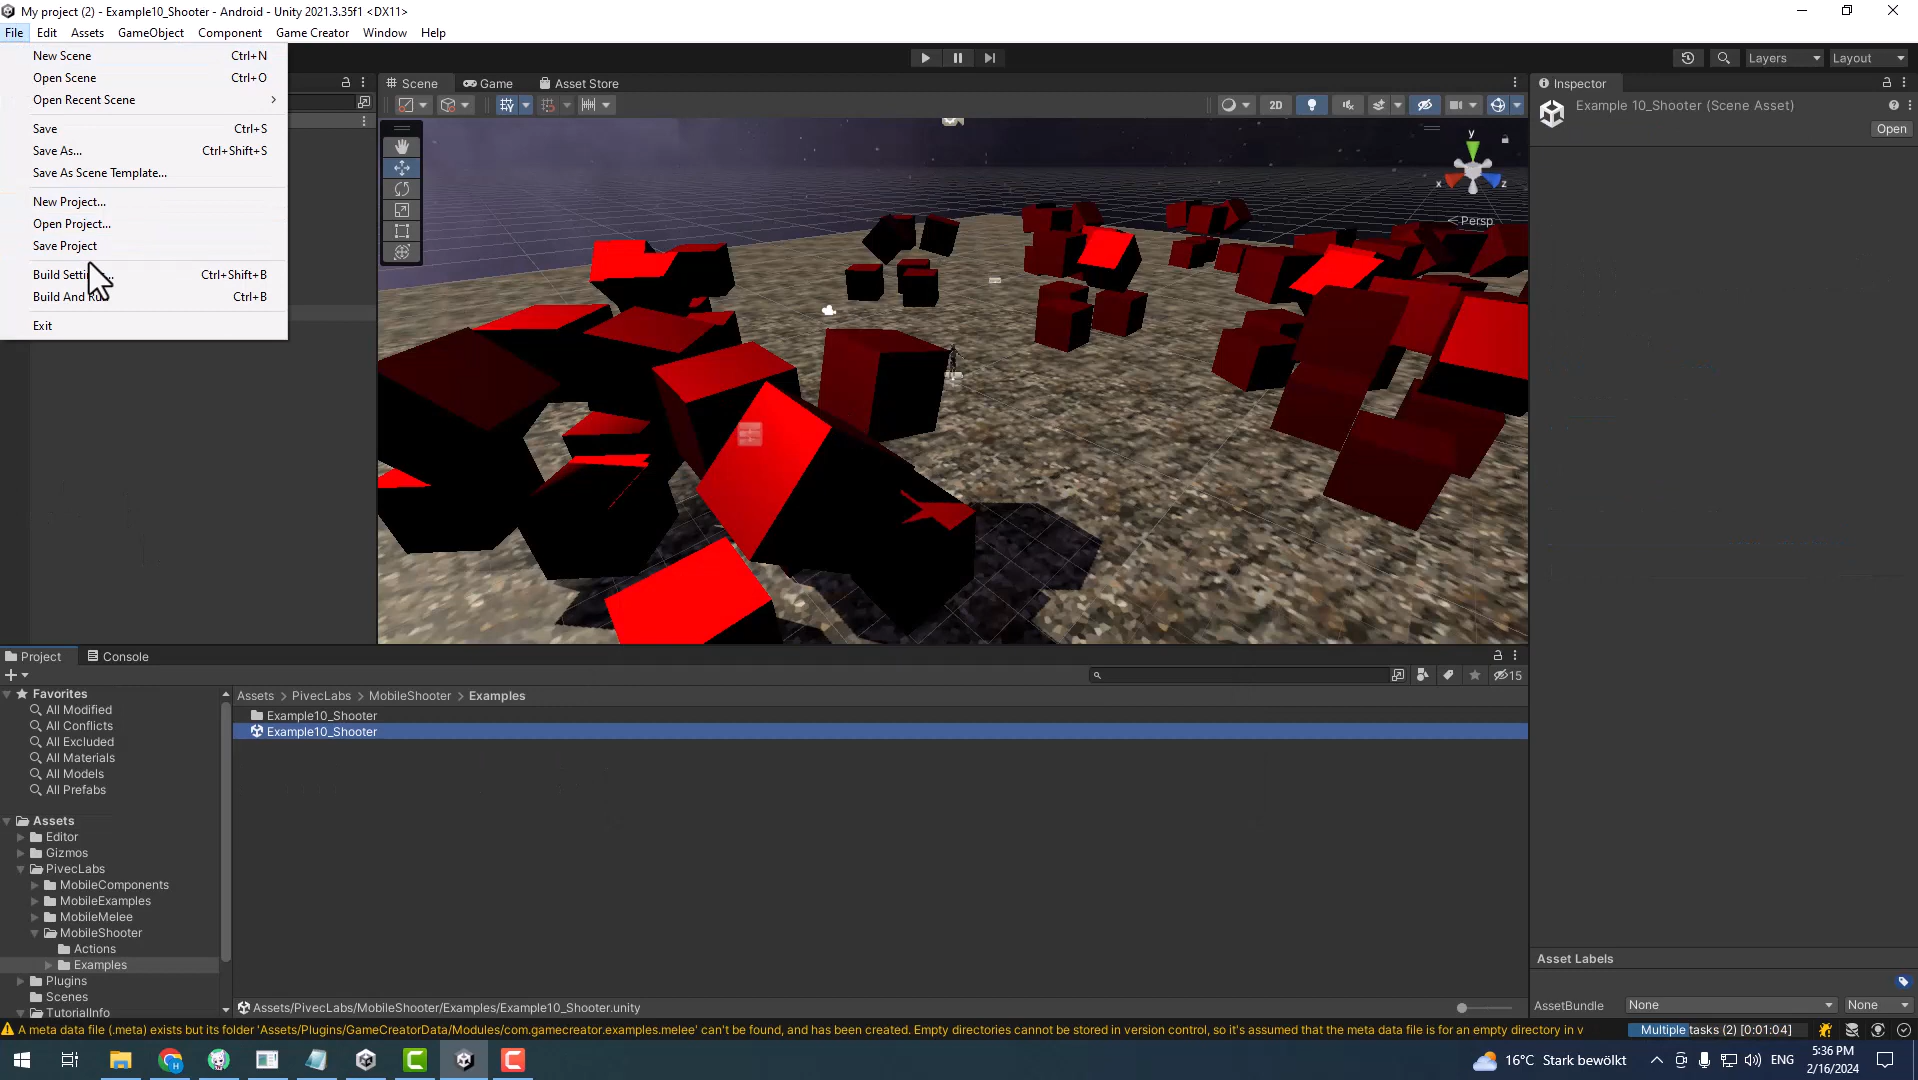 My project (2) - Example10_Shooter - Android - Unity 2021.3.35f1 <DX11>
File Edit Assets GameObject Component Game Creator Window Help
New Scene Ctrl+N
Open Scene Ctrl+O
Open Recent Scene
Save Ctrl+S
Save As... Ctrl+Shift+S
Save As Scene Template...
New Project...
Open Project...
Save Project
Build Ctrl+Shift+B
Build And Ctrl+B
Exit
Layers Layout
Scene Game Asset Store
2D
y
x z
Persp
Inspector
Example 10_Shooter (Scene Asset)
Open
Project Console
15
Favorites
All Modified
All Conflicts
All Excluded
All Materials
All Models
All Prefabs
Assets
Editor
Gizmos
PivecLabs
MobileComponents
MobileExamples
MobileMelee
MobileShooter
Actions
Examples
Plugins
Scenes
TutorialInfo
Assets > PivecLabs > MobileShooter > Examples
Example10_Shooter
Example10_Shooter
Assets/PivecLabs/MobileShooter/Examples/Example10_Shooter.unity
Asset Labels
AssetBundle None None
A meta data file (.meta) exists but its folder 'Assets/Plugins/GameCreatorData/Modules/com.gamecreator.examples.melee' can't be found, and has been created. Empty directories cannot be stored in version control, so it's assumed that the meta data file is for an empty directory in v
Multiple tasks (2) [0:01:04]
16°C Stark bewölkt
ENG
5:36 PM
2/16/2024